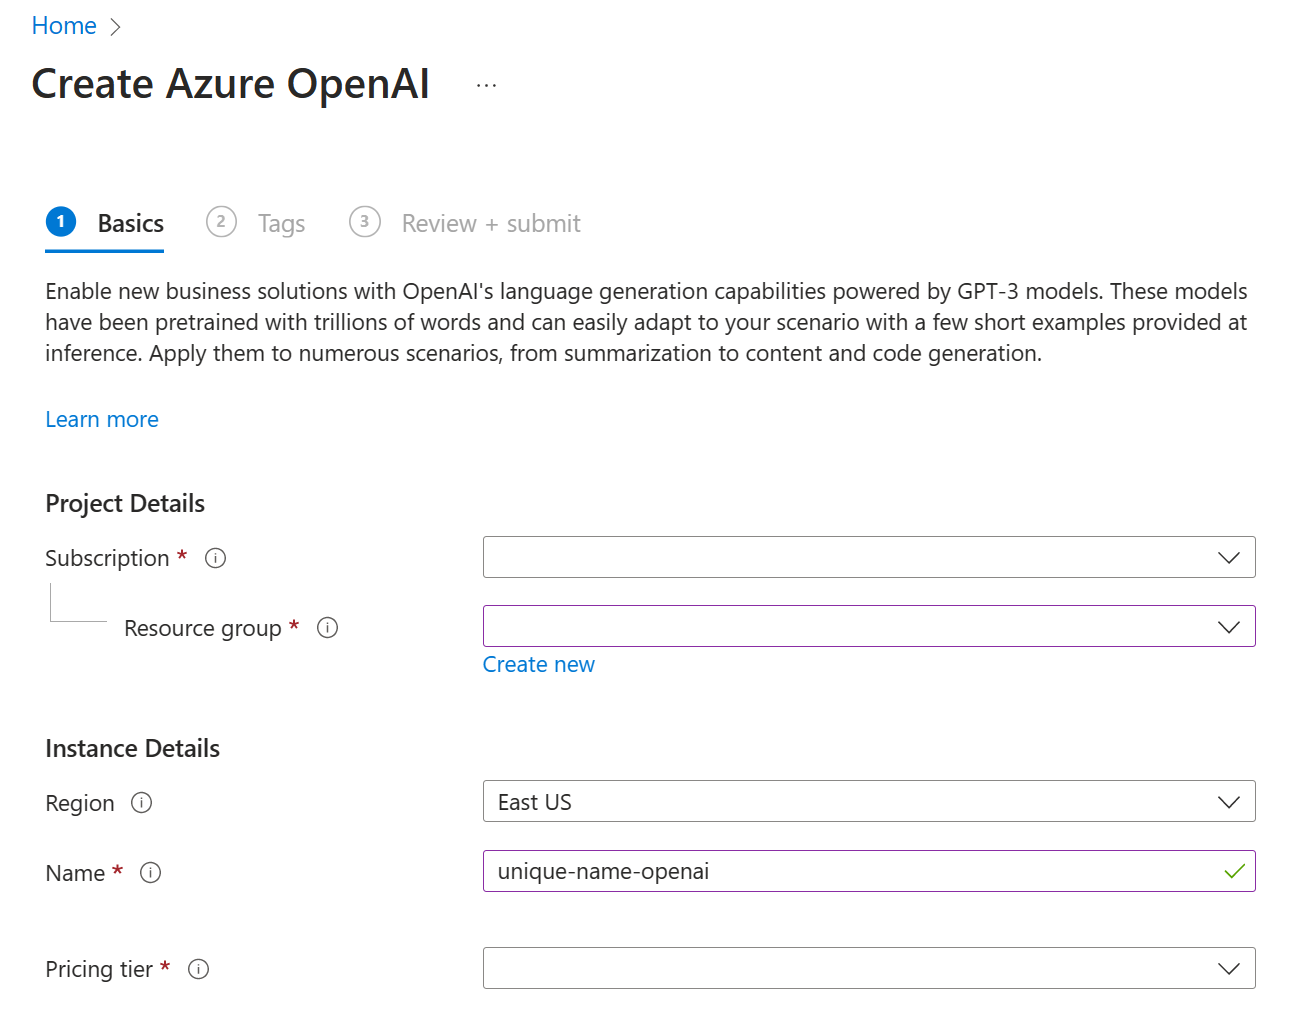 Home
Create Azure OpenAI ...
1 Basics 2 Tags 3 Review + submit
Enable new business solutions with OpenAI's language generation capabilities powered by GPT-3 models. These models
have been pretrained with trillions of words and can easily adapt to your scenario with a few short examples provided at
inference. Apply them to numerous scenarios, from summarization to content and code generation.
Learn more
Project Details
Subscription *
Resource group *
Create new
Instance Details
Region East US
Name * unique-name-openai
Pricing tier *